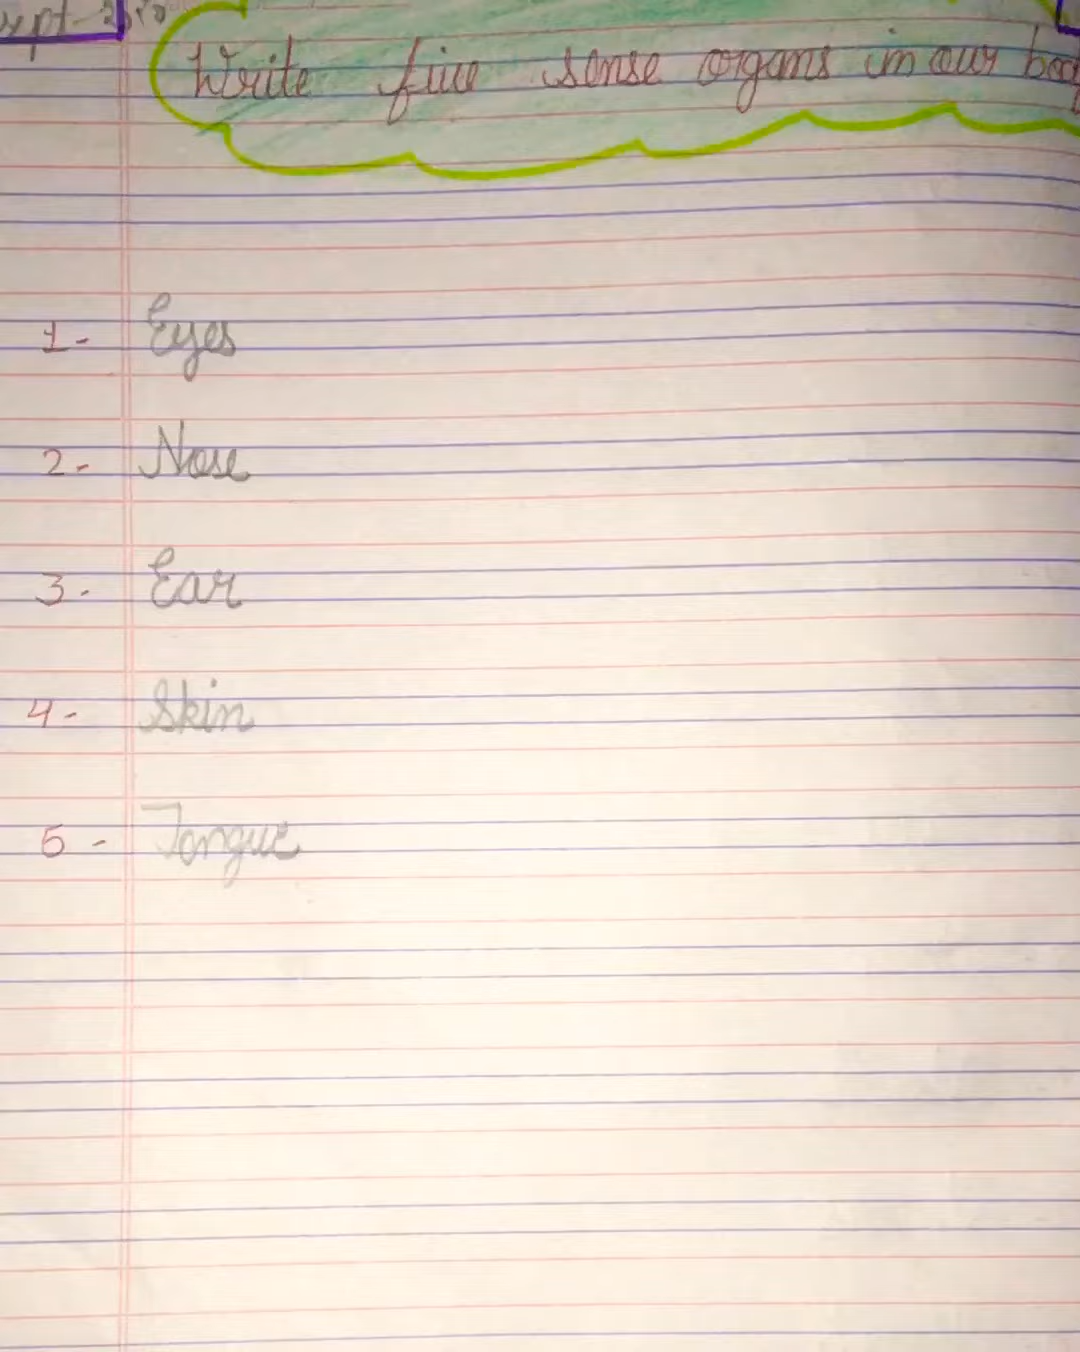 Write five sense organs in our
1- Eyes
2- Nose
3- Ear
4- Skin
5- Tongue